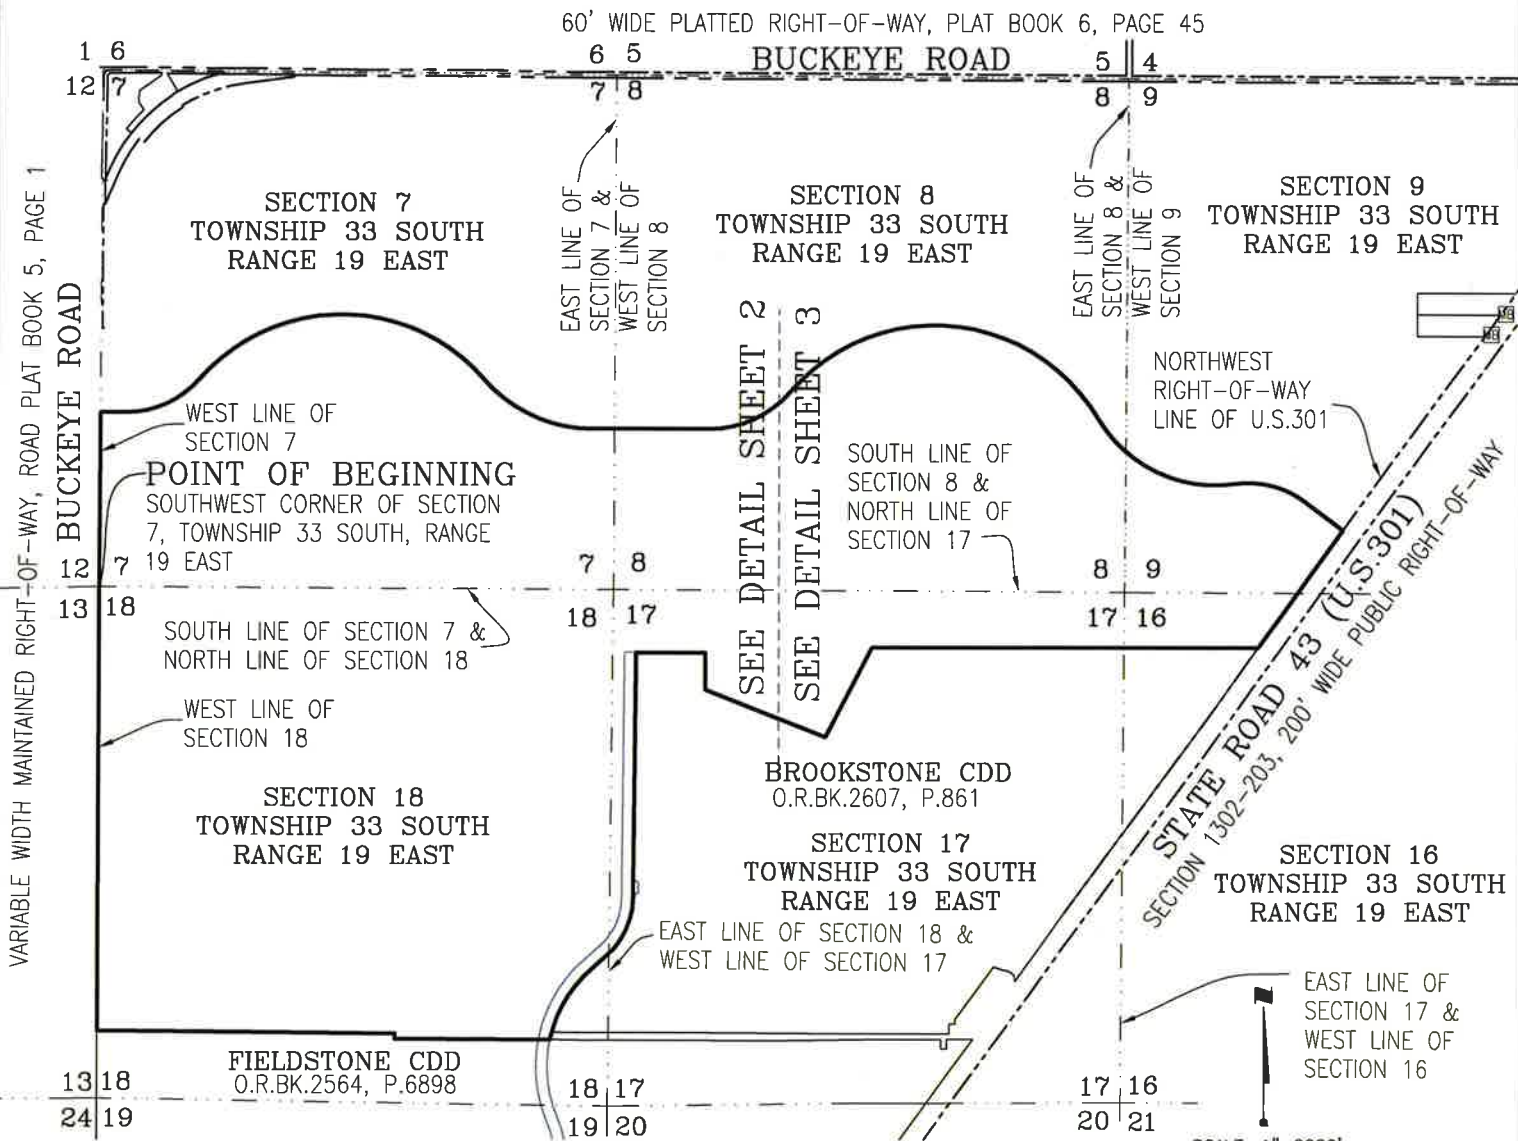 60' WIDE PLATTED RIGHT-OF-WAY, PLAT BOOK 6, PAGE 45
BUCKEYE ROAD
1 6
12 7
6 5
7 8
5 4
8 9
VARIABLE WIDTH MAINTAINED RIGHT-OF-WAY, ROAD PLAT BOOK 5, PAGE 1
BUCKEYE ROAD
SECTION 7
TOWNSHIP 33 SOUTH
RANGE 19 EAST
EAST LINE OF
SECTION 7 &
WEST LINE OF
SECTION 8
SECTION 8
TOWNSHIP 33 SOUTH
RANGE 19 EAST
EAST LINE OF
SECTION 8 &
WEST LINE OF
SECTION 9
SECTION 9
TOWNSHIP 33 SOUTH
RANGE 19 EAST
SEE DETAIL SHEET 2
SEE DETAIL SHEET 3
NORTHWEST
RIGHT-OF-WAY
LINE OF U.S.301
WEST LINE OF
SECTION 7
POINT OF BEGINNING
SOUTHWEST CORNER OF SECTION
7, TOWNSHIP 33 SOUTH, RANGE
19 EAST
SOUTH LINE OF
SECTION 8 &
NORTH LINE OF
SECTION 17
12 7
13 18
7 8
18 17
8 9
17 16
SOUTH LINE OF SECTION 7 &
NORTH LINE OF SECTION 18
WEST LINE OF
SECTION 18
STATE ROAD 43 (U.S.301)
SECTION 1302-203, 200' WIDE PUBLIC RIGHT-OF-WAY
SECTION 18
TOWNSHIP 33 SOUTH
RANGE 19 EAST
BROOKSTONE CDD
O.R.BK.2607, P.861
SECTION 17
TOWNSHIP 33 SOUTH
RANGE 19 EAST
SECTION 16
TOWNSHIP 33 SOUTH
RANGE 19 EAST
EAST LINE OF SECTION 18 &
WEST LINE OF SECTION 17
EAST LINE OF
SECTION 17 &
WEST LINE OF
SECTION 16
FIELDSTONE CDD
O.R.BK.2564, P.6898
13 18
24 19
18 17
19 20
17 16
20 21